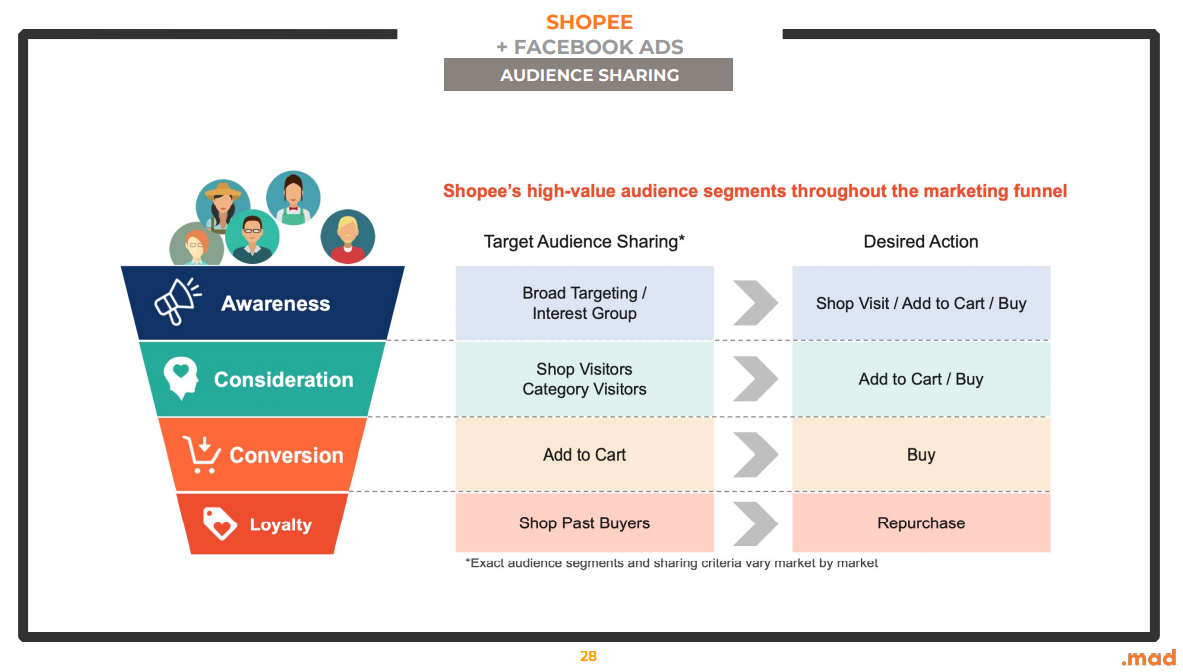 SHOPEE
+ FACEBOOK ADS
AUDIENCE SHARING
Shopee's high-value audience segments throughout the marketing funnel
Target Audience Sharing*
Desired Action
Awareness
Broad Targeting /
Interest Group
Shop Visit / Add to Cart / Buy
Consideration
Shop Visitors
Category Visitors
Add to Cart / Buy
Conversion
Add to Cart
Buy
Loyalty
Shop Past Buyers
Repurchase
*Exact audience segments and sharing criteria vary market by market
28
.mad